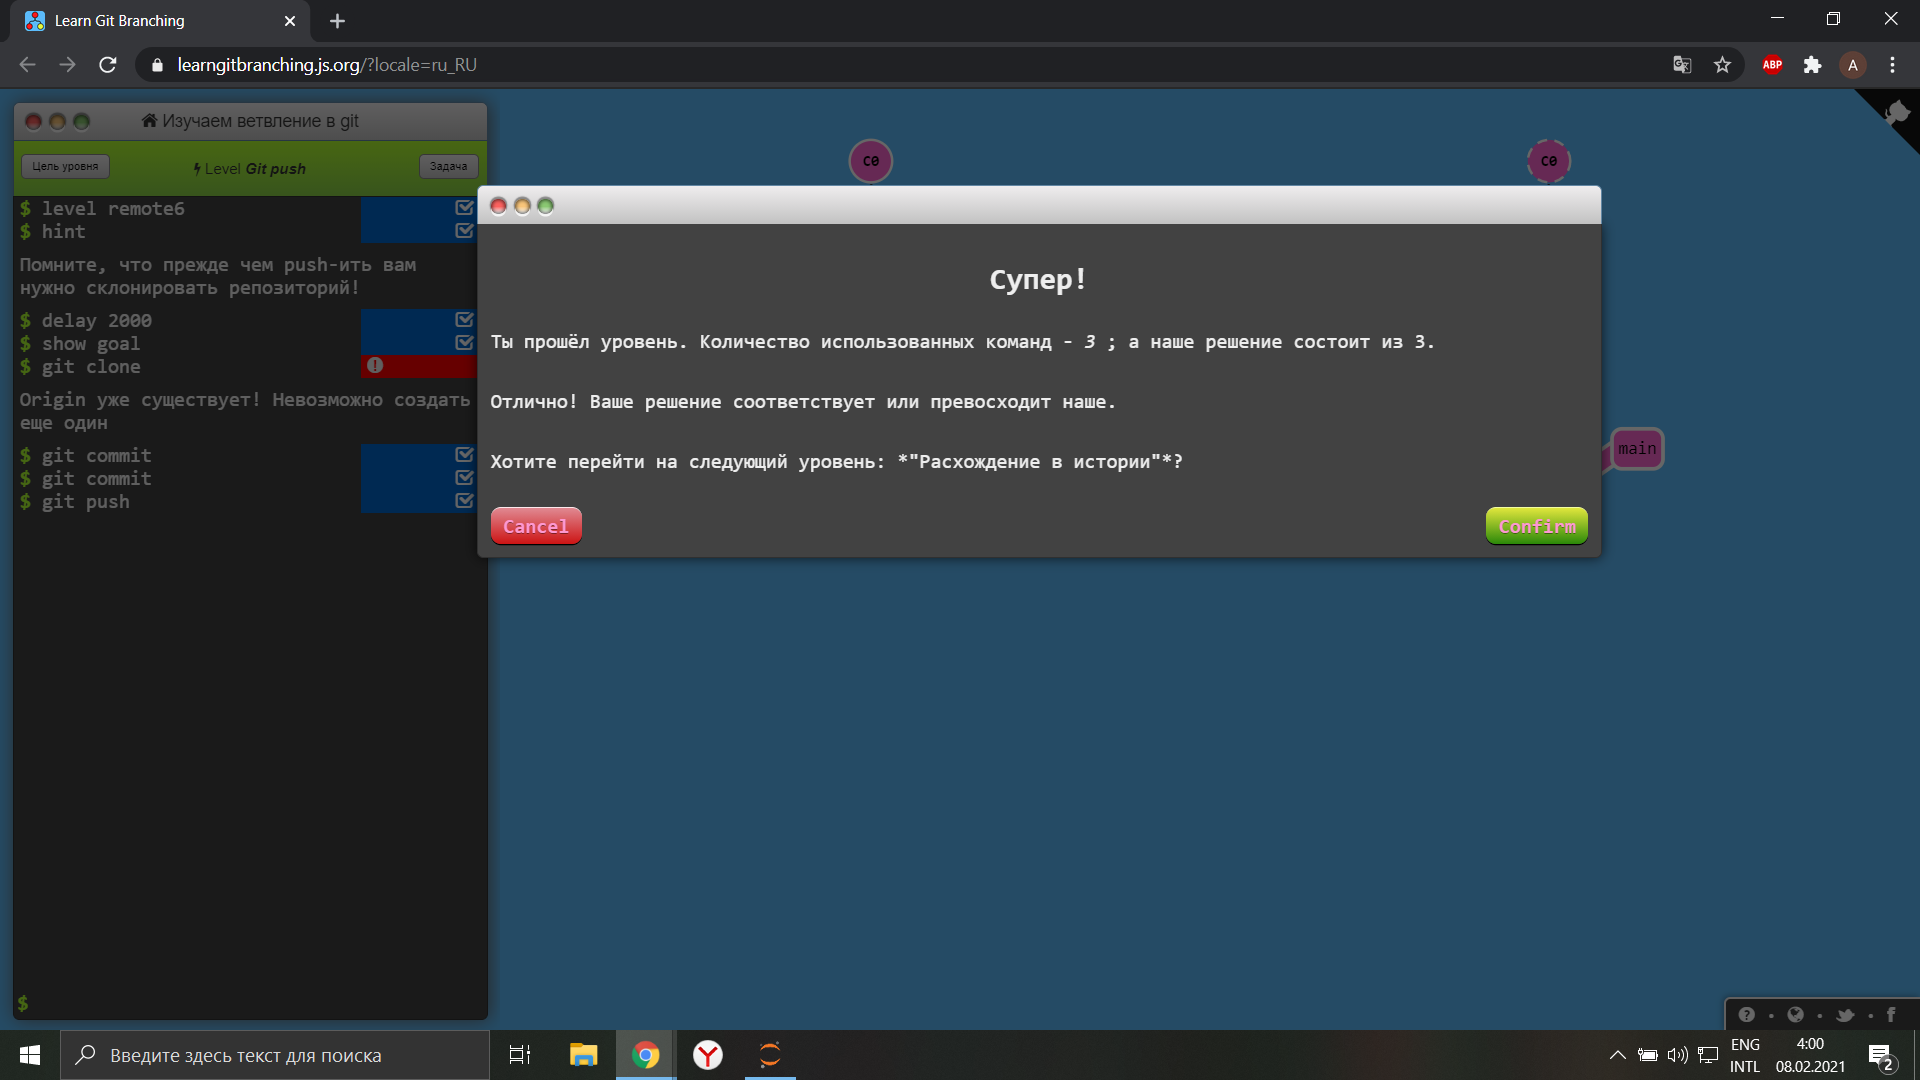 Learn Git Branching
learngitbranching.js.org/?locale=ru_RU
ABP
A
Изучаем ветвление в git
Цель уровня
Level Git push
Задача
$ level remote6
$ hint
Помните, что прежде чем push-ить вам
нужно склонировать репозиторий!
$ delay 2000
$ show goal
$ git clone
Origin уже существует! Невозможно создать
еще один
$ git commit
$ git commit
$ git push
$
C0
C0
main
Супер!
Ты прошёл уровень. Количество использованных команд - 3 ; а наше решение состоит из 3.
Отлично! Ваше решение соответствует или превосходит наше.
Хотите перейти на следующий уровень: *"Расхождение в истории"*?
Cancel
Confirm
Введите здесь текст для поиска
ENG
INTL
4:00
08.02.2021
2